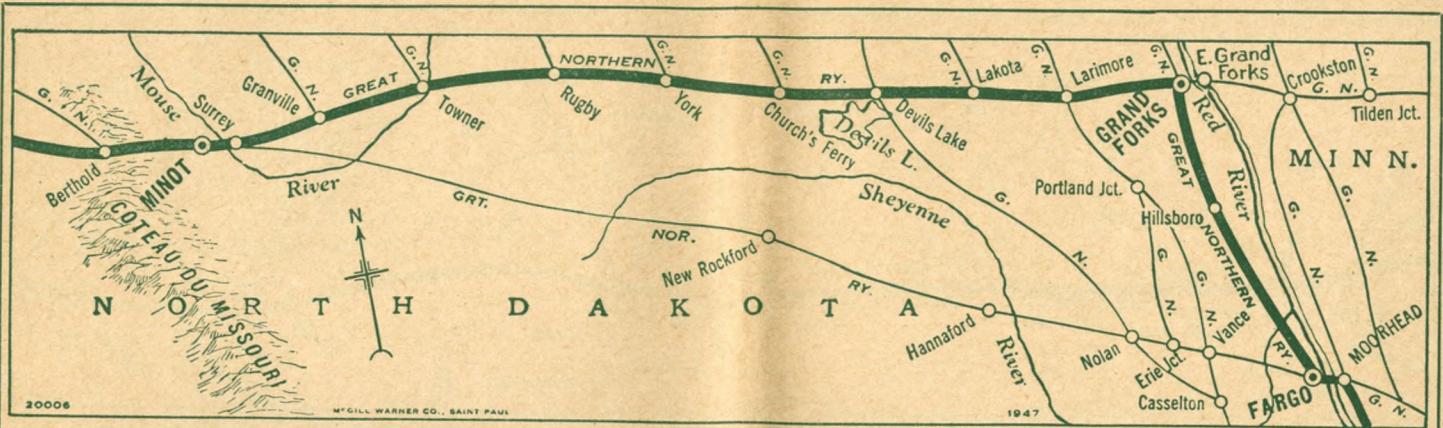 G. N.
Mouse
Surrey
Granville
G. N.
GREAT
G. N.
Towner
NORTHERN
Rugby
G. N.
York
G. N.
RY.
Church's Ferry
Devils L.
Devils Lake
G. N.
Lakota
G. N.
Larimore
G. N.
E. Grand
Forks
Crookston
G. N.
G. N.
Tilden Jct.
Berthold
MINOT
River
GRAND
FORKS
Red
River
MINN.
COTEAU DU MISSOURI
N
GRT.
NOR.
RY.
New Rockford
Sheyenne
River
G. N.
Portland Jct.
Hillsboro
GREAT
NORTHERN
RY.
G. N.
G. N.
G. N.
G. N.
NORTH DAKOTA
Hannaford
Nolan
Erie Jct.
Vance
Casselton
FARGO
MOORHEAD
G. N.
20006
McGILL WARNER CO., SAINT PAUL
1947